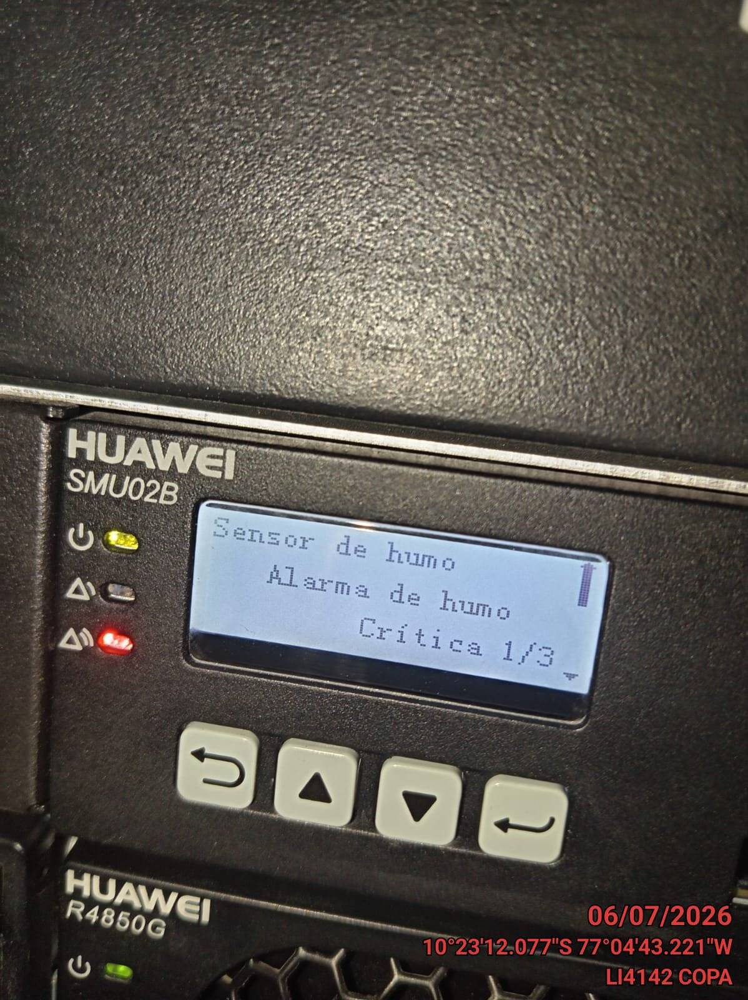 HUAWEI
SMU02B
Sensor de humo
Alarma de humo
Crítica 1/3
HUAWEI
R4850G
06/07/2026
10°23'12.077"S 77°04'43.221"W
LI4142 COPA